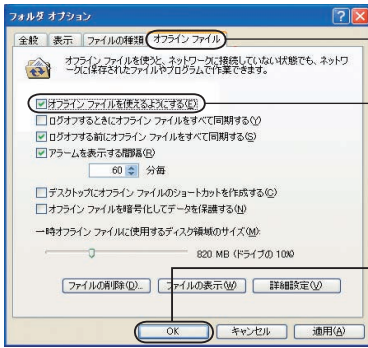 フォルダ オプション
全般 表示 ファイルの種類 オフライン ファイル
オフライン ファイルを使うと、ネットワークに接続していない状態でも、ネットワ
ークに保存されたファイルやプログラムで作業できます。
オフライン ファイルを使えるようにする(E)
ログオンするときにオフライン ファイルをすべて同期する(Y)
ログオフする前にオフライン ファイルをすべて同期する(S)
アラームを表示する間隔(R)
60 分毎
デスクトップにオフライン ファイルのショートカットを作成する(C)
オフライン ファイルを暗号化してデータを保護する(N)
一時オフライン ファイルに使用するディスク領域のサイズ(M):
820 MB (ドライブの 10%)
ファイルの削除(D)... ファイルの表示(W) 詳細設定(V)
OK キャンセル 適用(A)